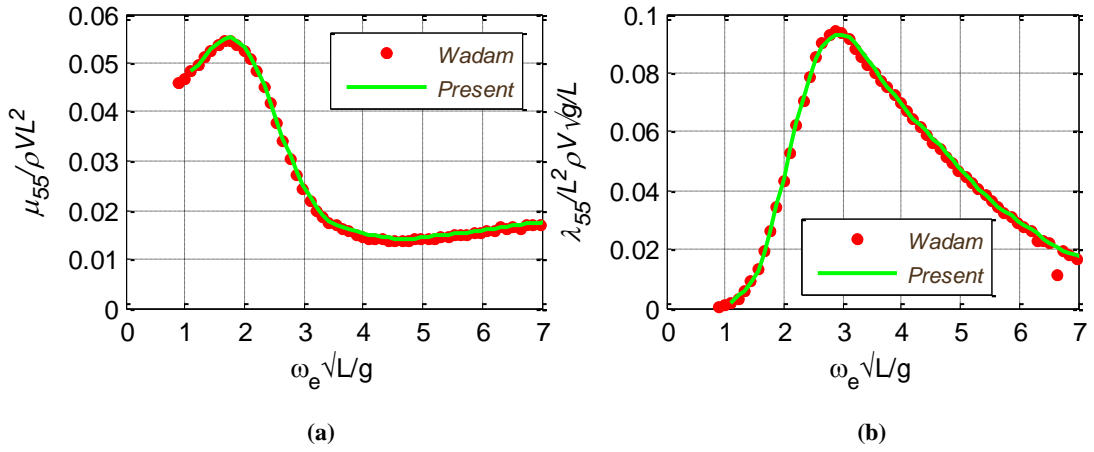 0.06
0.05
0.04
0.03
0.02
0.01
0
0 1 2 3 4 5 6 7
μ55/ρVL²
ωe√L/g
Wadam
Present
(a)
0.1
0.08
0.06
0.04
0.02
0
0 1 2 3 4 5 6 7
λ55/L²ρV√g/L
ωe√L/g
Wadam
Present
(b)